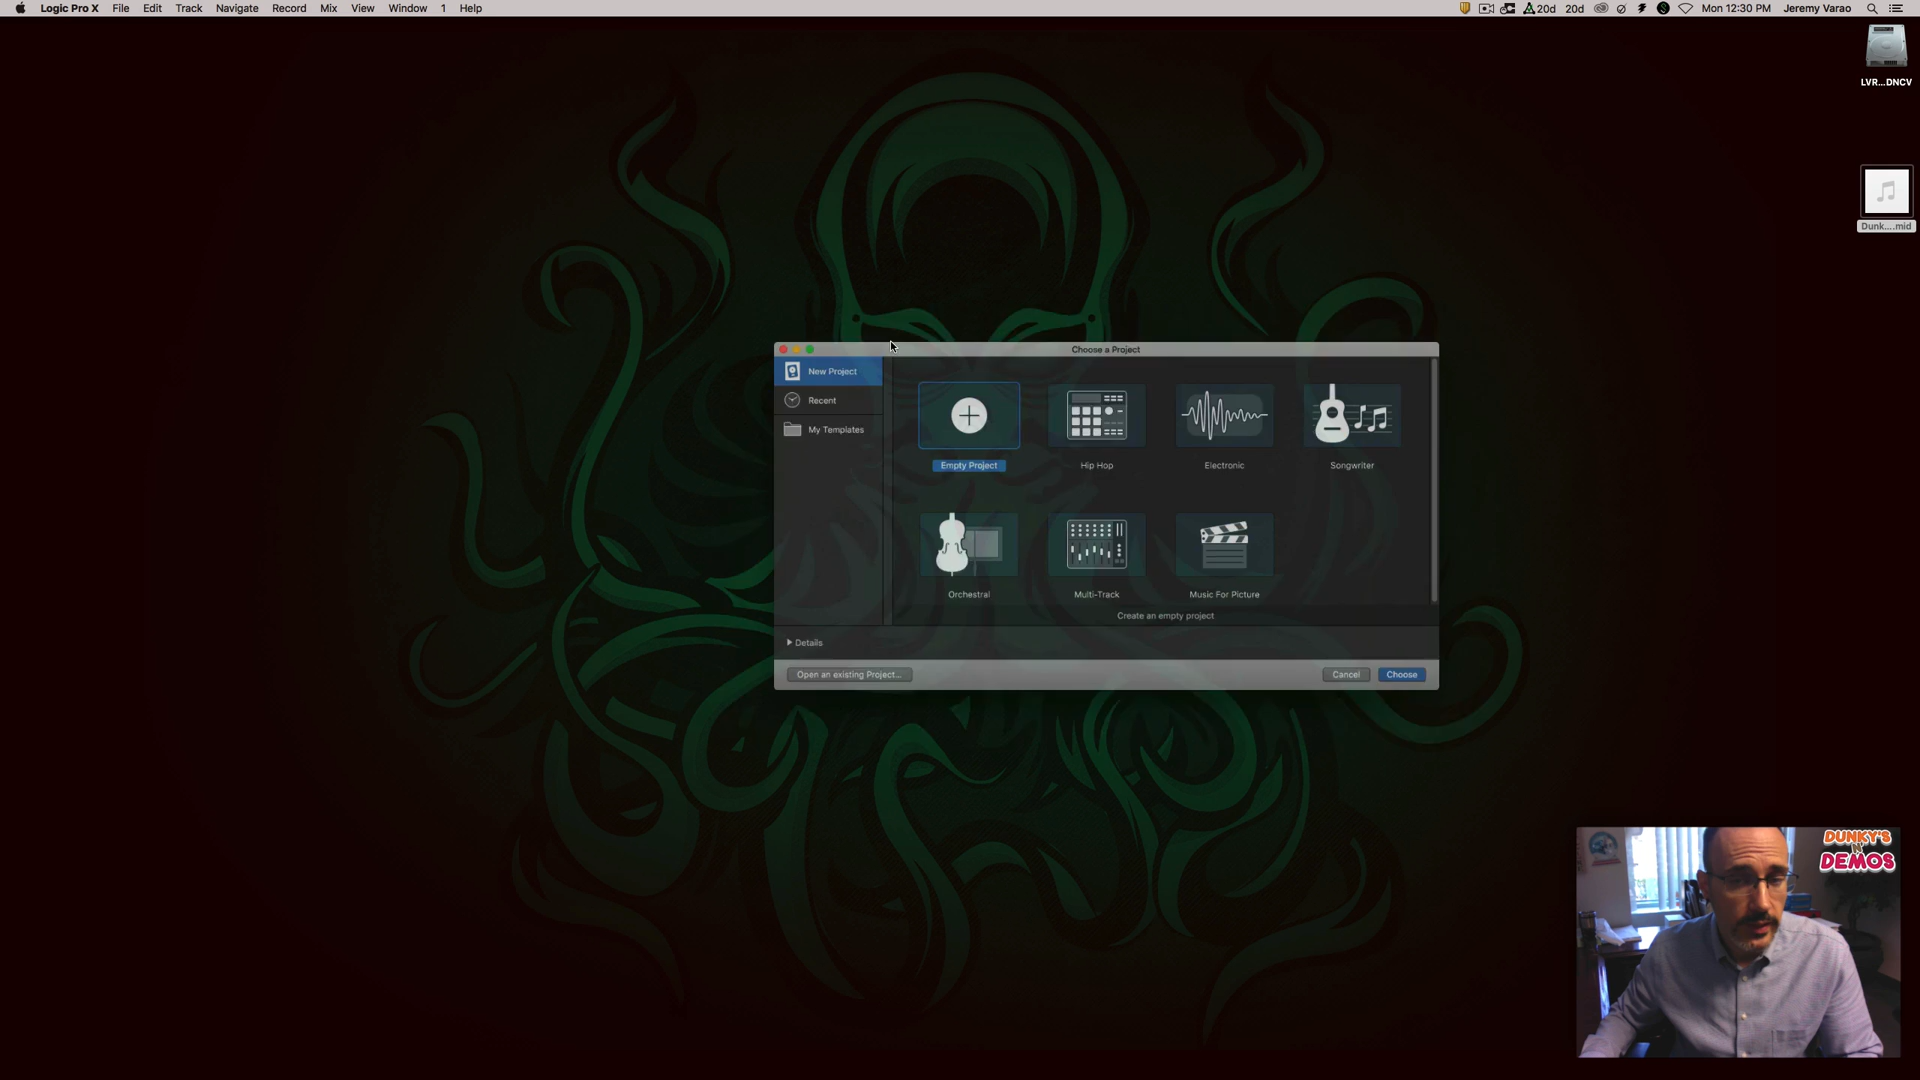 Logic Pro X File Edit Track Navigate Record Mix View Window 1 Help
20d 20d Mon 12:30 PM Jeremy Varao
LVR...DNCV
Dunk....mid
Choose a Project
New Project
Recent
My Templates
Empty Project Hip Hop Electronic Songwriter
Orchestral Multi-Track Music For Picture
Create an empty project
Details
Open an existing Project... Cancel Choose
DUNKY'S
'N'
DEMOS